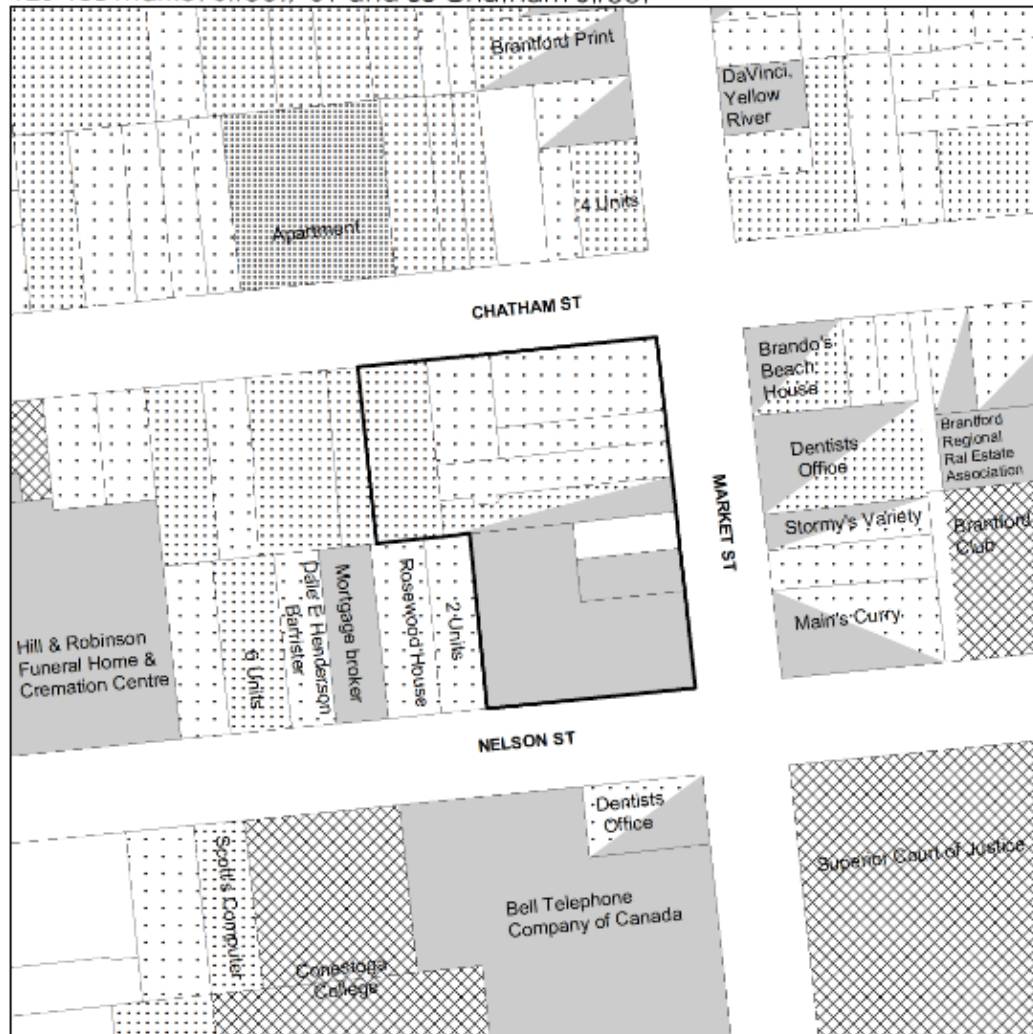 Brantford Print
DaVinci,
Yellow
River
4 Units
Apartment
CHATHAM ST
Brando's
Beach
House
Dentists
Office
Brantford
Regional
Ral Estate
Association
MARKET ST
Stormy's Variety
Brantford
Club
Main's Curry
Hill & Robinson
Funeral Home &
Cremation Centre
6 Units
Dale E Henderson
Barrister
Mortgage broker
Rosewood House
2 Units
NELSON ST
Dentists
Office
Scott's Computer
Superior Court of Justice
Bell Telephone
Company of Canada
Conestoga
College